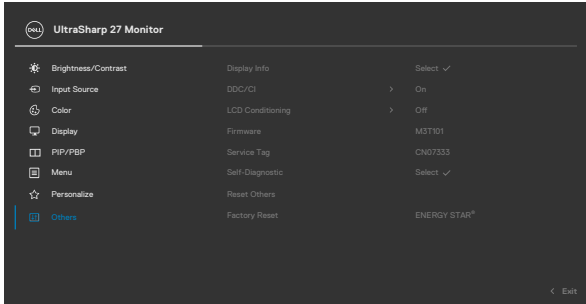 DELL UltraSharp 27 Monitor
Brightness/Contrast Display Info Select ✓
Input Source DDC/CI > On
Color LCD Conditioning > Off
Display Firmware M3T101
PIP/PBP Service Tag CN07333
Menu Self-Diagnostic Select ✓
Personalize Reset Others
Others Factory Reset ENERGY STAR®
< Exit